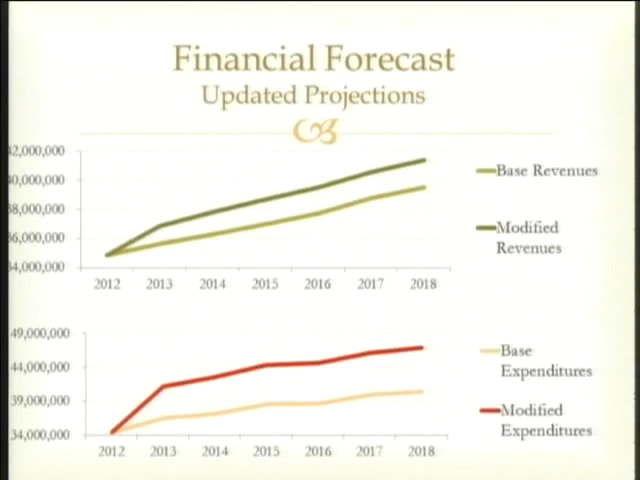 Financial Forecast
Updated Projections
2,000,000
0,000,000
8,000,000
6,000,000
4,000,000
2012 2013 2014 2015 2016 2017 2018
Base Revenues
Modified
Revenues
49,000,000
44,000,000
39,000,000
34,000,000
2012 2013 2014 2015 2016 2017 2018
Base
Expenditures
Modified
Expenditures